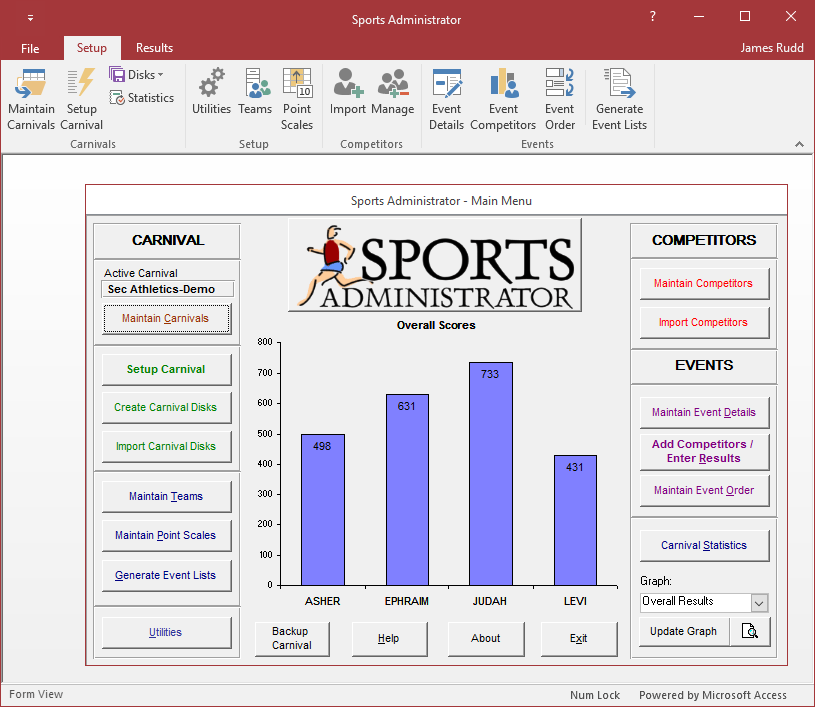 Sports Administrator
?
File
Setup
Results
James Rudd
Maintain
Carnivals
Setup
Carnival
Disks
Statistics
Carnivals
Utilities
Teams
10
Point
Scales
Setup
Import
Manage
Competitors
Event
Details
Event
Competitors
Event
Order
Events
Generate
Event Lists
Sports Administrator - Main Menu
CARNIVAL
Active Carnival
Sec Athletics-Demo
Maintain Carnivals
Setup Carnival
Create Carnival Disks
Import Carnival Disks
Maintain Teams
Maintain Point Scales
Generate Event Lists
Utilities
SPORTS
ADMINISTRATOR
Overall Scores
800
700
600
500
400
300
200
100
0
498
631
733
431
ASHER
EPHRAIM
JUDAH
LEVI
Backup
Carnival
Help
About
Exit
COMPETITORS
Maintain Competitors
Import Competitors
EVENTS
Maintain Event Details
Add Competitors /
Enter Results
Maintain Event Order
Carnival Statistics
Graph:
Overall Results
Update Graph
Form View
Num Lock
Powered by Microsoft Access